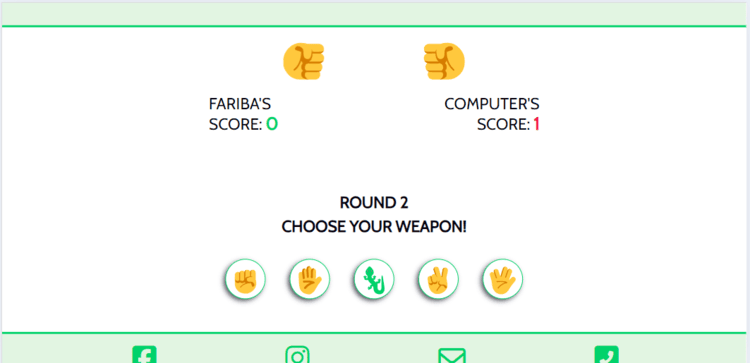 FARIBA'S
SCORE: 0
COMPUTER'S
SCORE: 1
ROUND 2
CHOOSE YOUR WEAPON!